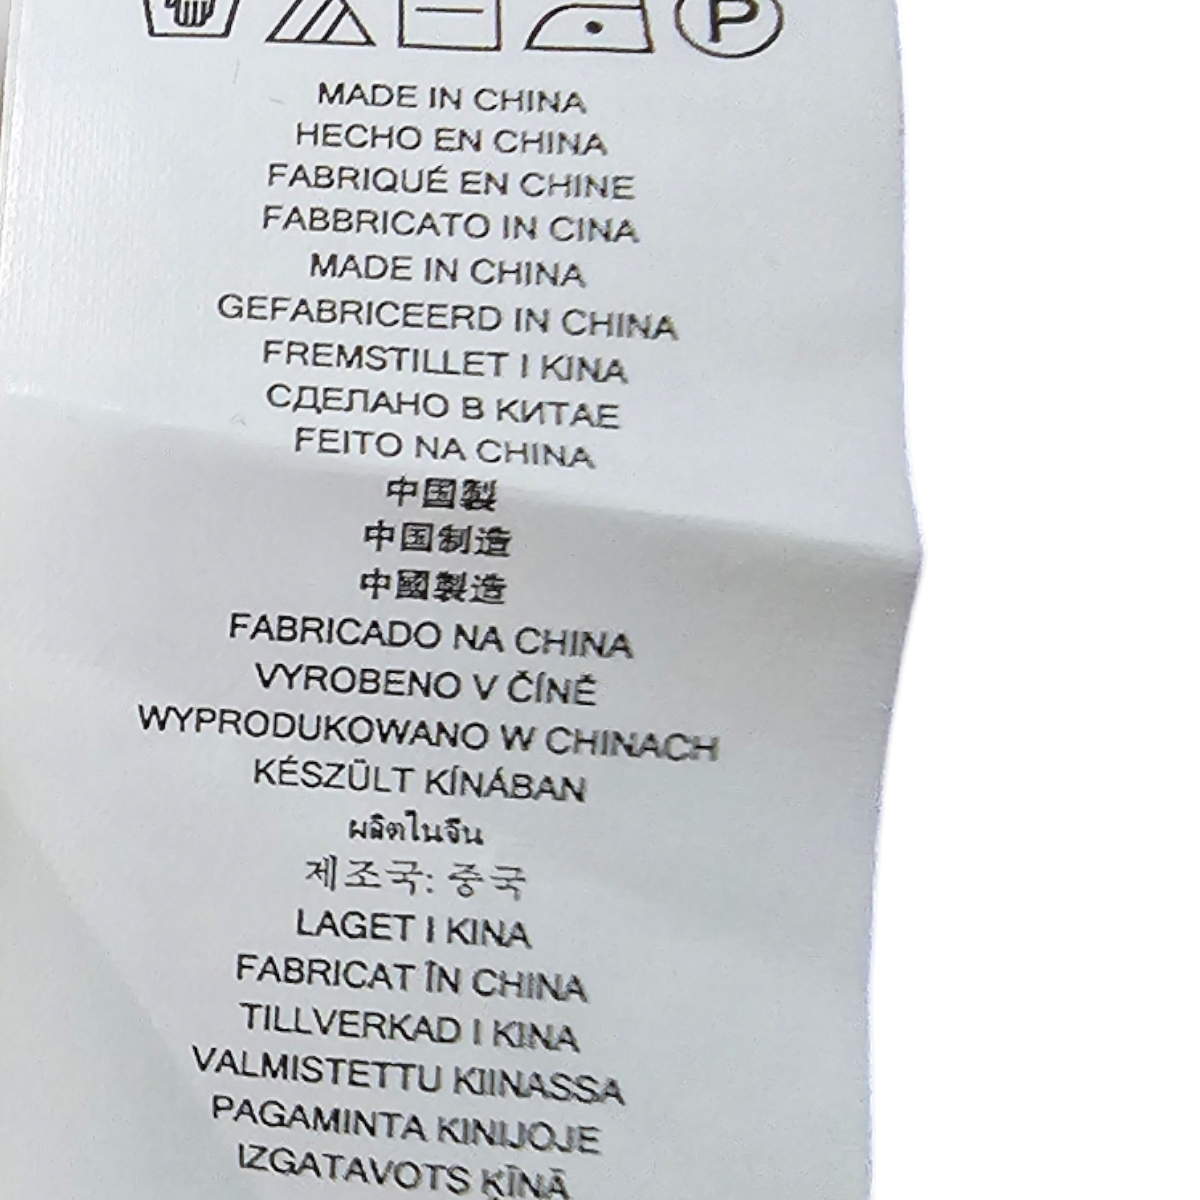 P
MADE IN CHINA
HECHO EN CHINA
FABRIQUÉ EN CHINE
FABBRICATO IN CINA
MADE IN CHINA
GEFABRICEERD IN CHINA
FREMSTILLET I KINA
СДЕЛАНО В КИТАЕ
FEITO NA CHINA
中国製
中国制造
中國製造
FABRICADO NA CHINA
VYROBENO V ČÍNĚ
WYPRODUKOWANO W CHINACH
KÉSZÜLT KÍNÁBAN
ผลิตในจีน
제조국: 중국
LAGET I KINA
FABRICAT ÎN CHINA
TILLVERKAD I KINA
VALMISTETTU KIINASSA
PAGAMINTA KINIJOJE
IZGATAVOTS ĶĪNĀ